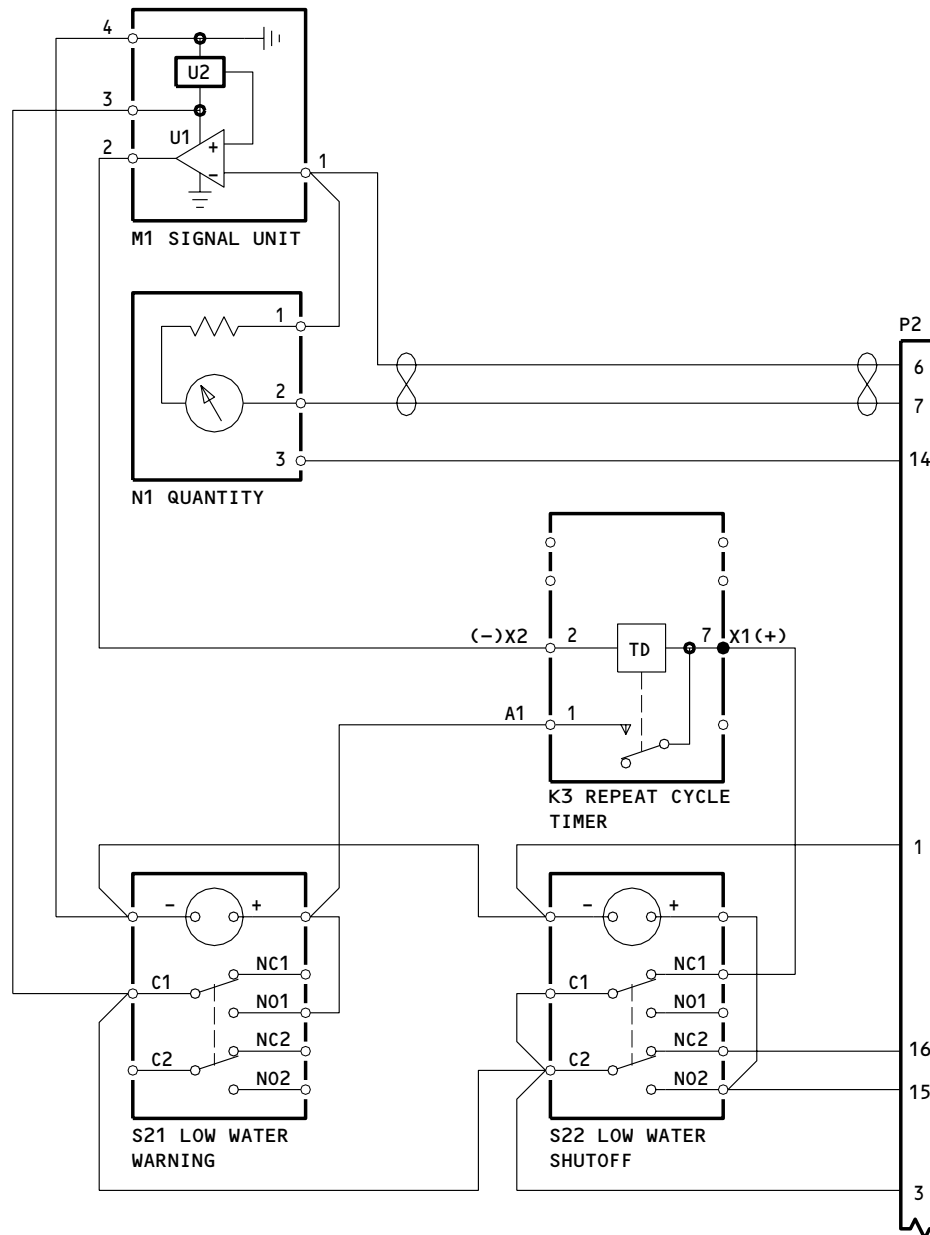 4
U2
3
U1
+
2
1
-
M1 SIGNAL UNIT
1
P2
6
2
7
3
14
N1 QUANTITY
(-)X2
2
TD
7
X1(+)
A1
1
K3 REPEAT CYCLE
TIMER
1
-
+
-
+
C1
NC1
C1
NC1
NO1
NO1
C2
NC2
C2
NC2
16
NO2
NO2
15
S21 LOW WATER
WARNING
S22 LOW WATER
SHUTOFF
3